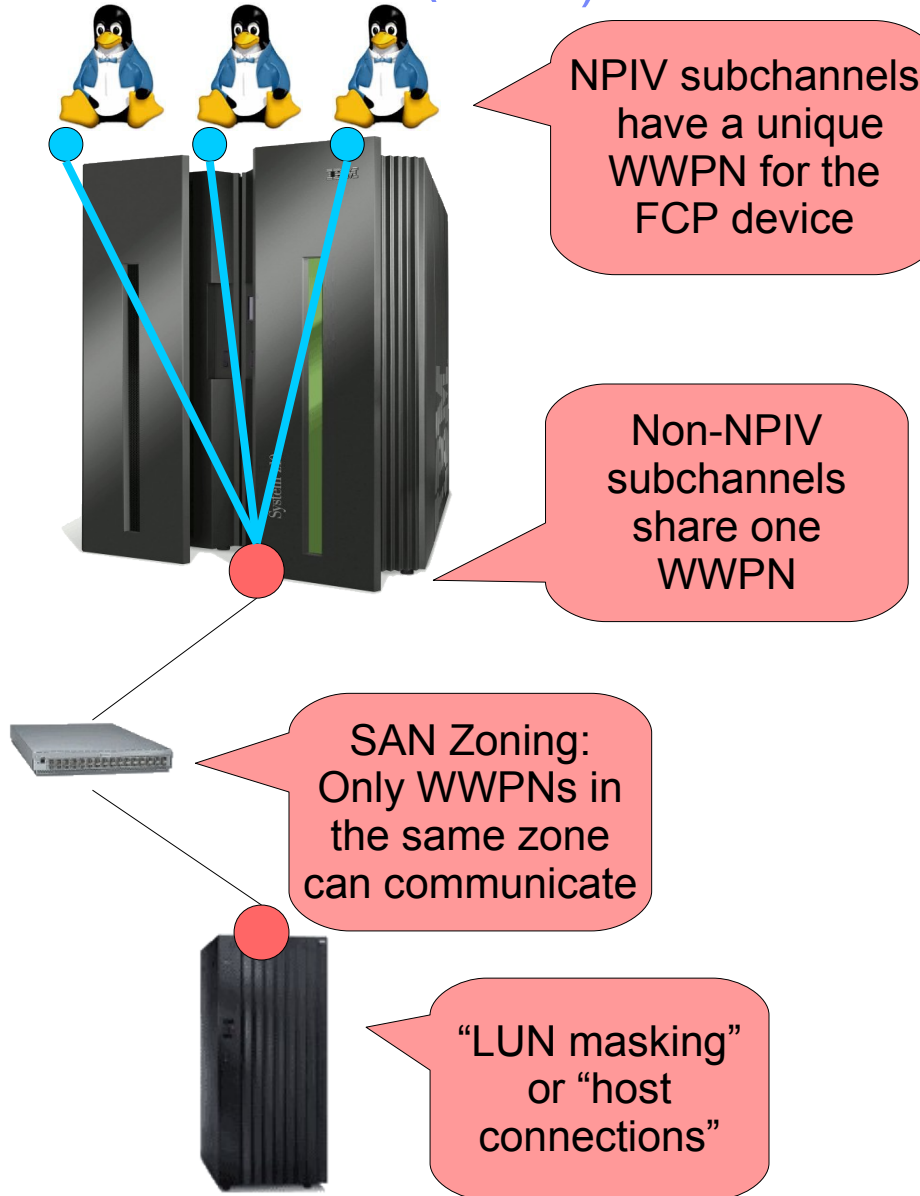 NPIV subchannels
have a unique
WWPN for the
FCP device
IBM
Non-NPIV
subchannels
share one
WWPN
SAN Zoning:
Only WWPNs in
the same zone
can communicate
“LUN masking”
or “host
connections”